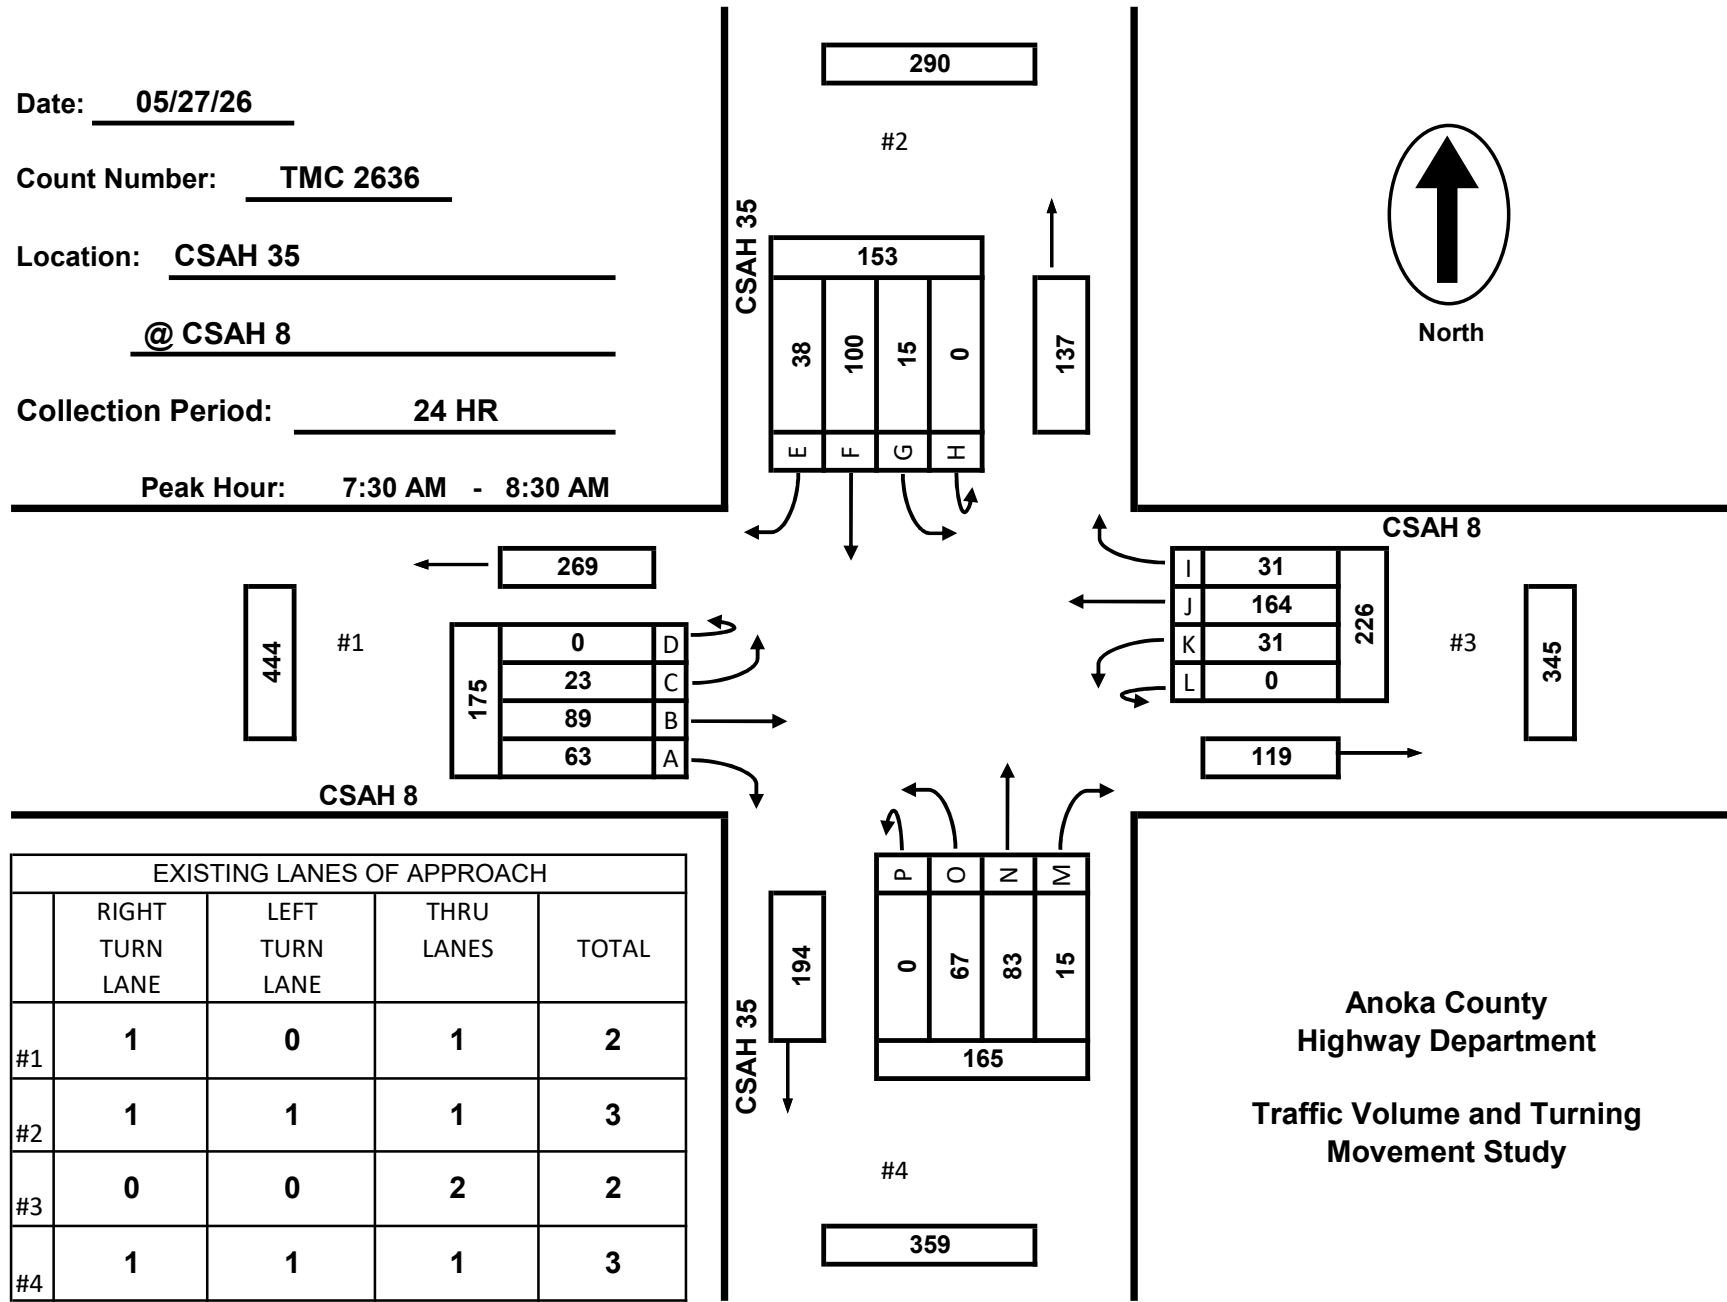 Date: 05/27/26
Count Number: TMC 2636
Location: CSAH 35
@ CSAH 8
Collection Period: 24 HR
Peak Hour: 7:30 AM - 8:30 AM
290
#2
CSAH 35
153
38 100 15 0
E F G H
137
North
CSAH 8
269
444
#1
175
0 D
23 C
89 B
63 A
CSAH 8
I 31
J 164
K 31
L 0
226
#3
345
119
EXISTING LANES OF APPROACH
RIGHT TURN LANE
LEFT TURN LANE
THRU LANES
TOTAL
#1 1 0 1 2
#2 1 1 1 3
#3 0 0 2 2
#4 1 1 1 3
CSAH 35
194
P O N M
0 67 83 15
165
#4
359
Anoka County
Highway Department
Traffic Volume and Turning
Movement Study